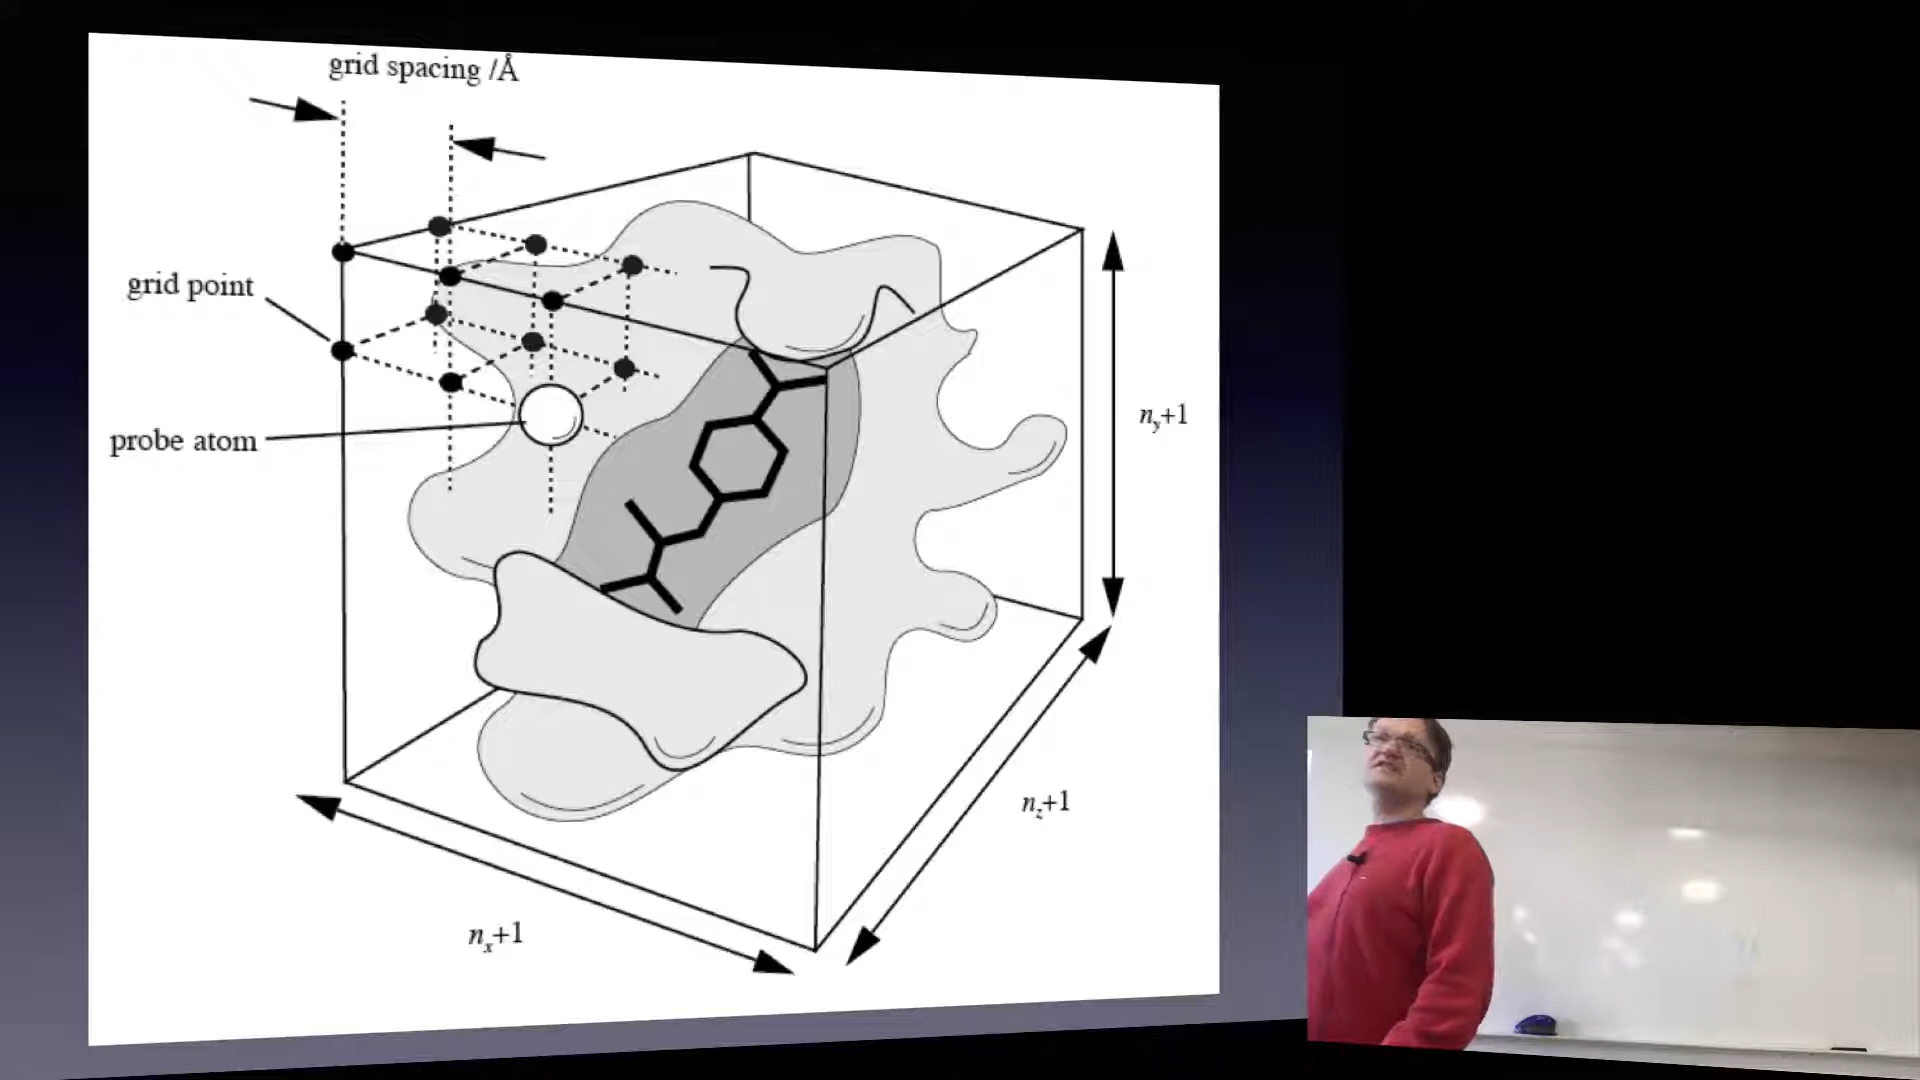 grid spacing /Å
grid point
probe atom
n_y+1
n_z+1
n_x+1